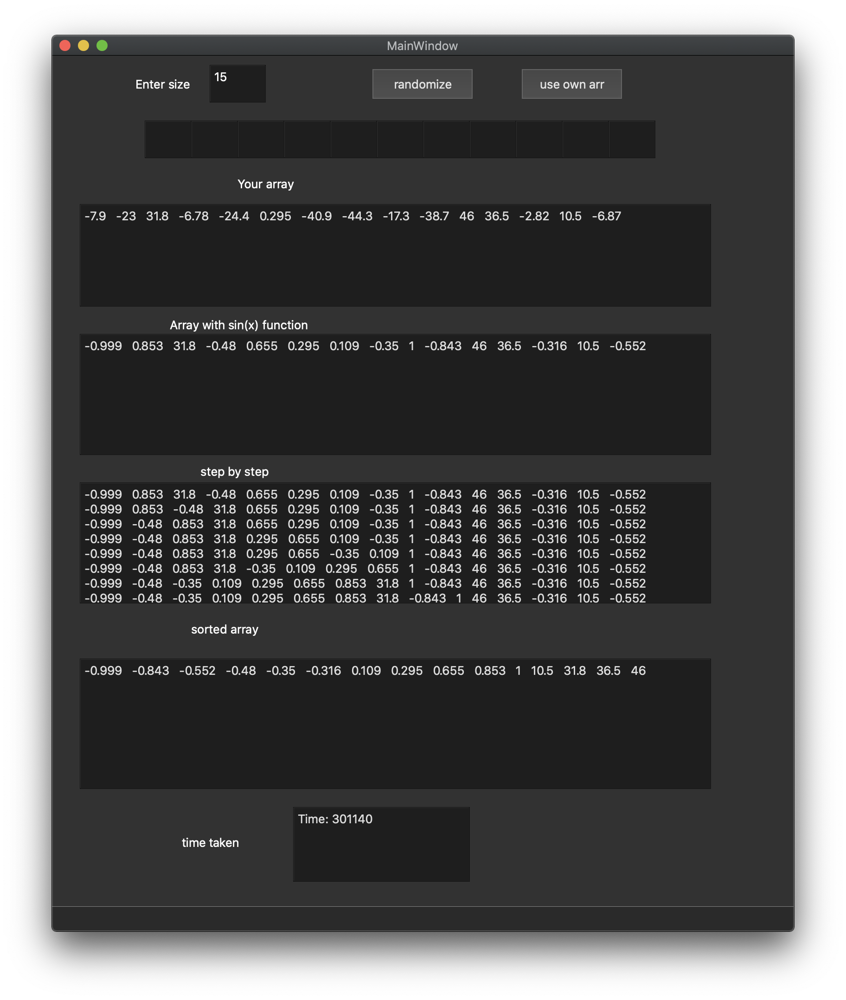 MainWindow
Enter size 15 randomize use own arr
Your array
-7.9 -23 31.8 -6.78 -24.4 0.295 -40.9 -44.3 -17.3 -38.7 46 36.5 -2.82 10.5 -6.87
Array with sin(x) function
-0.999 0.853 31.8 -0.48 0.655 0.295 0.109 -0.35 1 -0.843 46 36.5 -0.316 10.5 -0.552
step by step
-0.999 0.853 31.8 -0.48 0.655 0.295 0.109 -0.35 1 -0.843 46 36.5 -0.316 10.5 -0.552
-0.999 0.853 -0.48 31.8 0.655 0.295 0.109 -0.35 1 -0.843 46 36.5 -0.316 10.5 -0.552
-0.999 -0.48 0.853 31.8 0.655 0.295 0.109 -0.35 1 -0.843 46 36.5 -0.316 10.5 -0.552
-0.999 -0.48 0.853 31.8 0.295 0.655 0.109 -0.35 1 -0.843 46 36.5 -0.316 10.5 -0.552
-0.999 -0.48 0.853 31.8 0.295 0.655 -0.35 0.109 1 -0.843 46 36.5 -0.316 10.5 -0.552
-0.999 -0.48 0.853 31.8 -0.35 0.109 0.295 0.655 1 -0.843 46 36.5 -0.316 10.5 -0.552
-0.999 -0.48 -0.35 0.109 0.295 0.655 0.853 31.8 1 -0.843 46 36.5 -0.316 10.5 -0.552
-0.999 -0.48 -0.35 0.109 0.295 0.655 0.853 31.8 -0.843 1 46 36.5 -0.316 10.5 -0.552
sorted array
-0.999 -0.843 -0.552 -0.48 -0.35 -0.316 0.109 0.295 0.655 0.853 1 10.5 31.8 36.5 46
Time: 301140
time taken